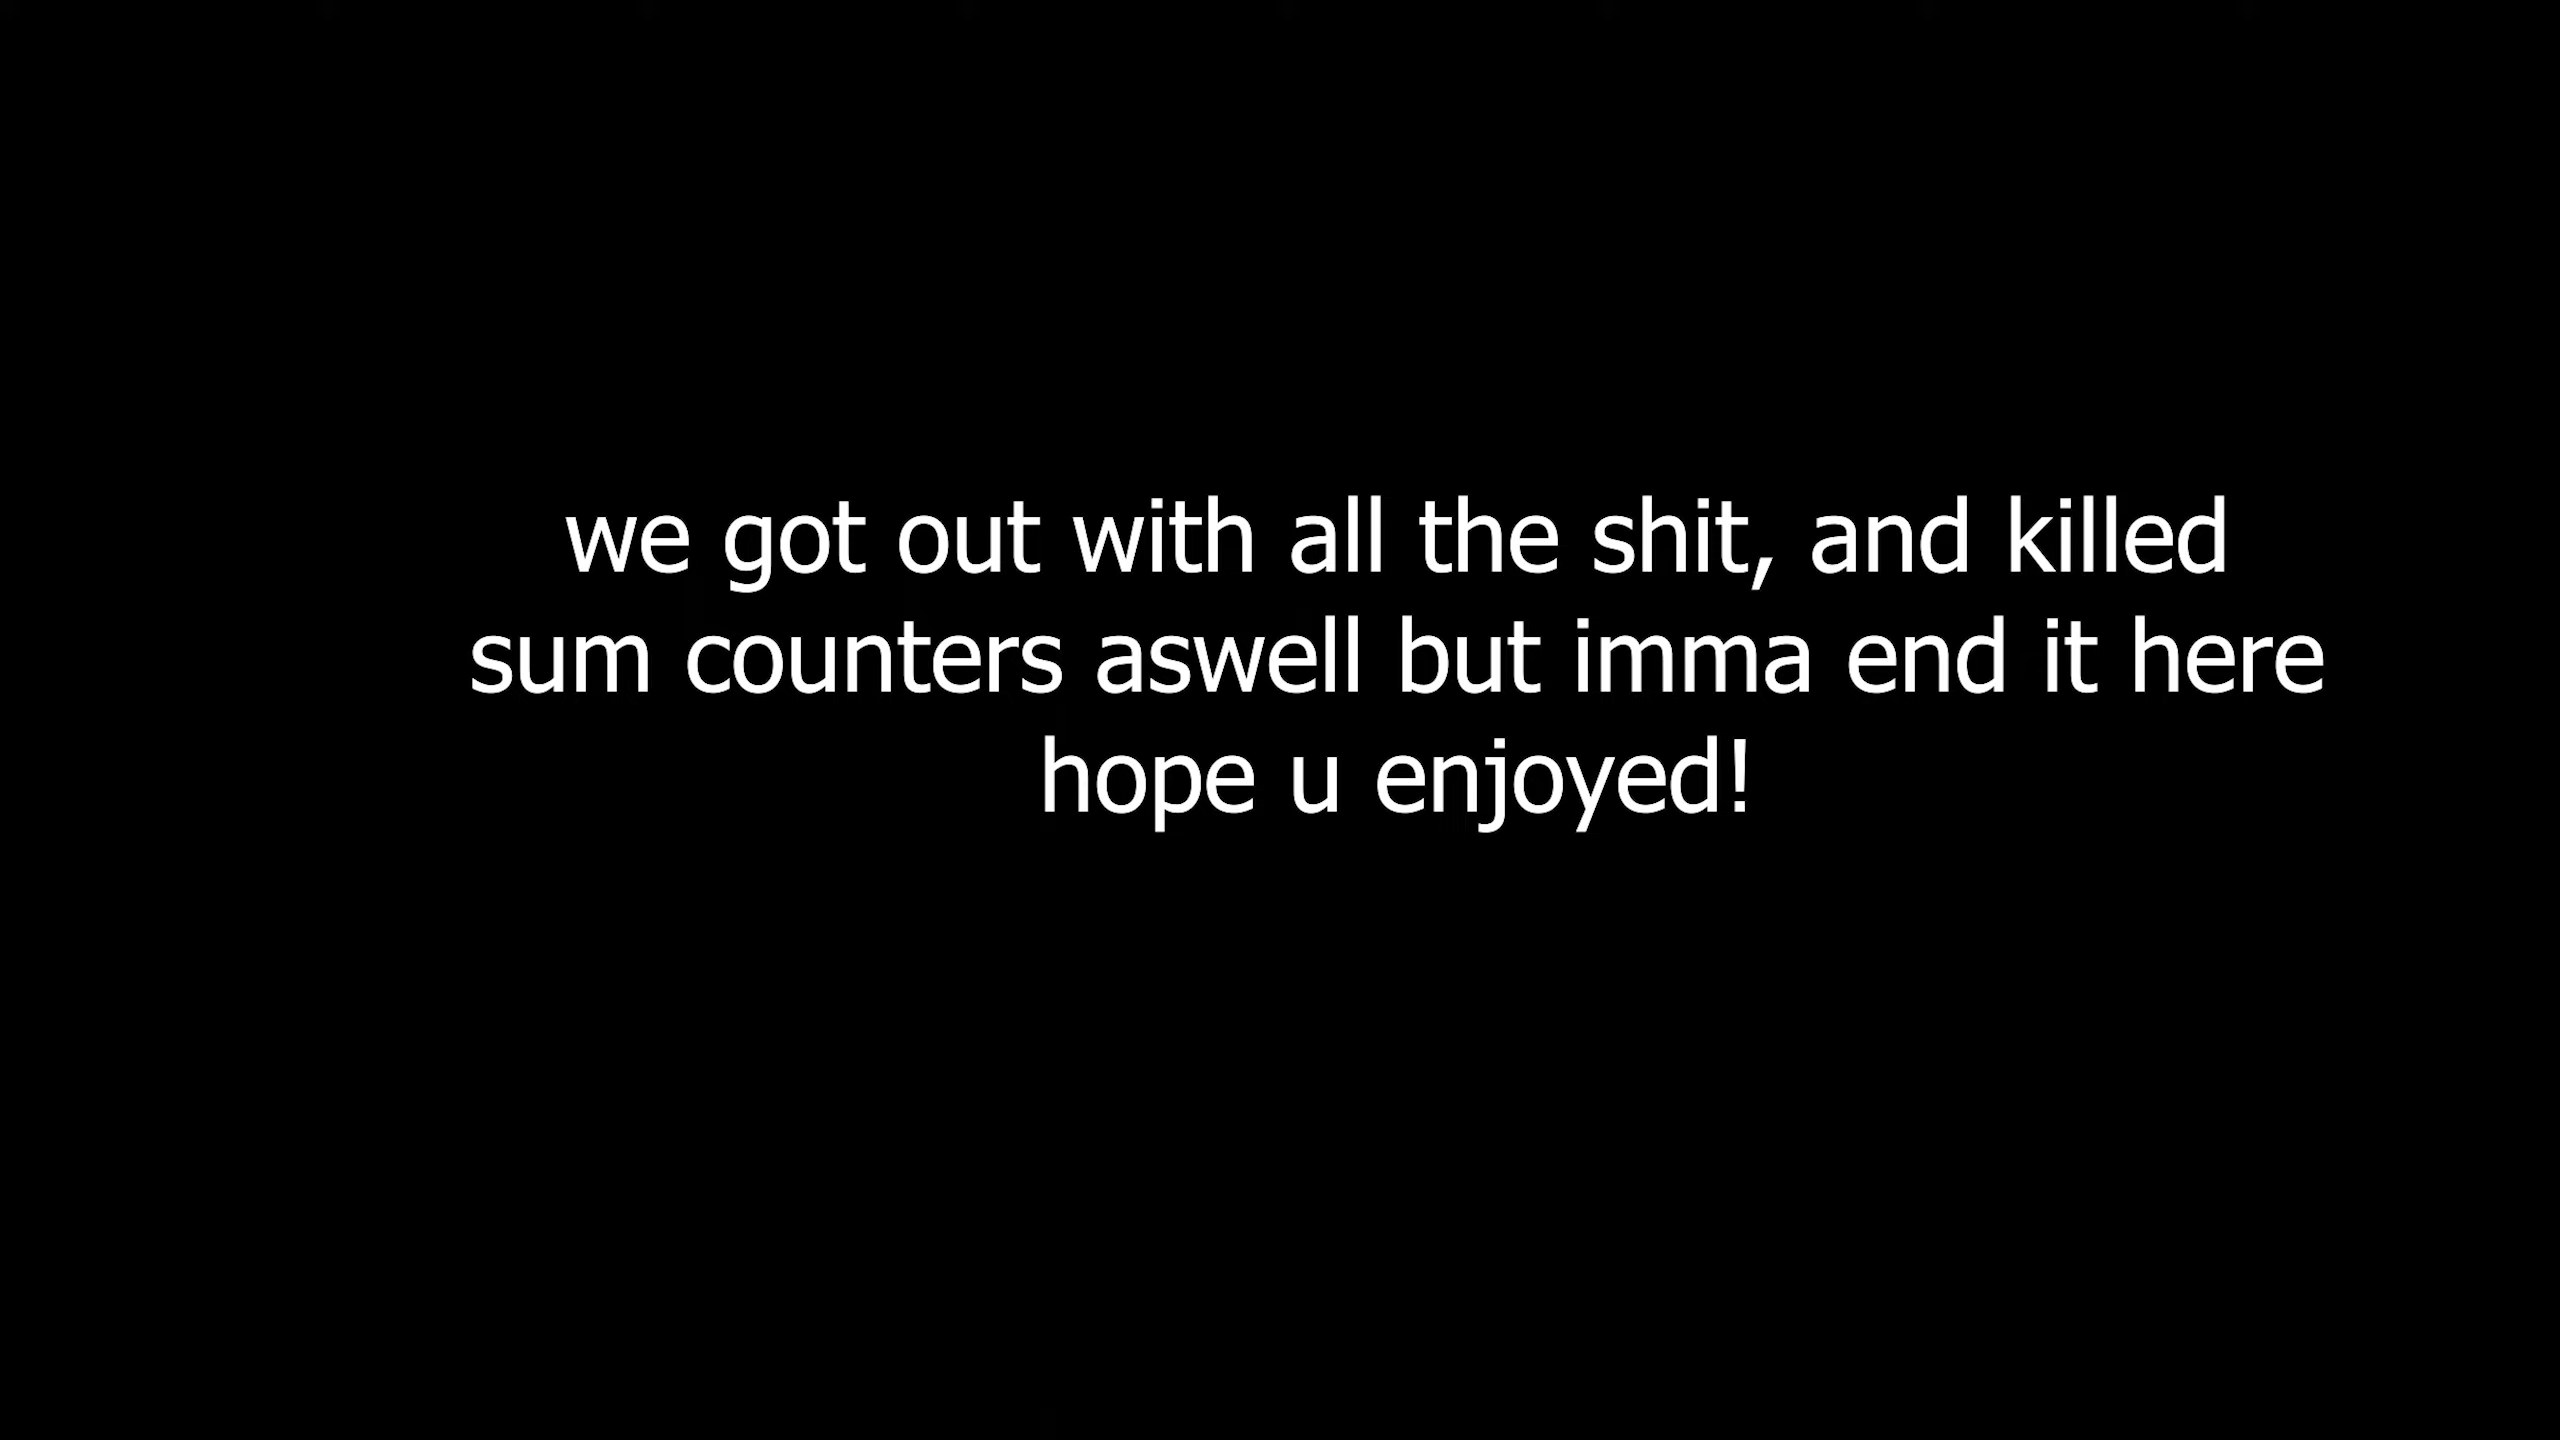 we got out with all the shit, and killed
sum counters aswell but imma end it here
hope u enjoyed!